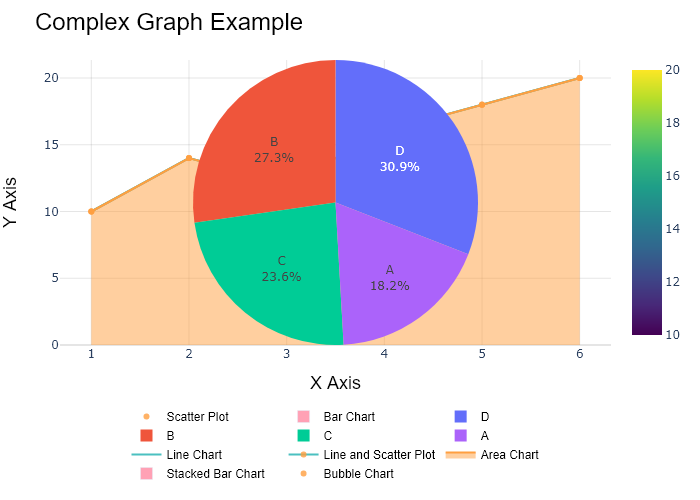 Complex Graph Example
20
15
10
5
0
Y Axis
1 2 3 4 5 6
X Axis
B
27.3%
D
30.9%
C
23.6%
A
18.2%
20
18
16
14
12
10
Scatter Plot Bar Chart D
B C A
Line Chart Line and Scatter Plot Area Chart
Stacked Bar Chart Bubble Chart